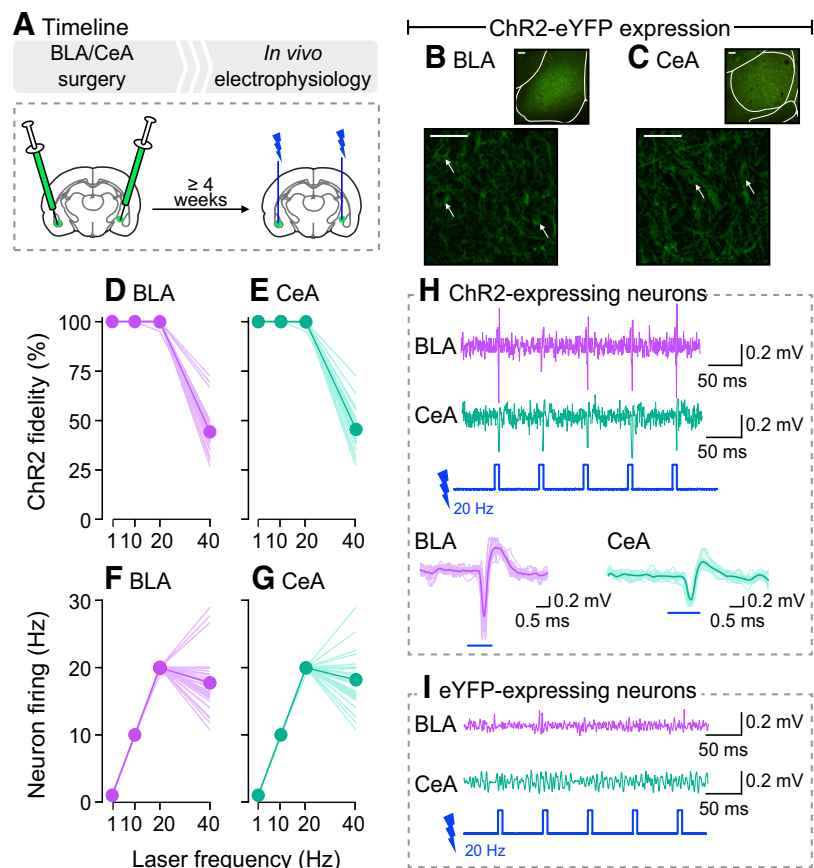 A Timeline
BLA/CeA surgery
In vivo electrophysiology
≥ 4 weeks
ChR2-eYFP expression
B BLA
C CeA
D BLA
E CeA
ChR2 fidelity (%)
100
75
50
25
0
1 10 20 40
1 10 20 40
F BLA
G CeA
Neuron firing (Hz)
30
20
10
0
1 10 20 40
1 10 20 40
Laser frequency (Hz)
H ChR2-expressing neurons
BLA
0.2 mV
50 ms
CeA
0.2 mV
50 ms
20 Hz
BLA
0.2 mV
0.5 ms
CeA
0.2 mV
0.5 ms
I eYFP-expressing neurons
BLA
0.2 mV
50 ms
CeA
0.2 mV
50 ms
20 Hz